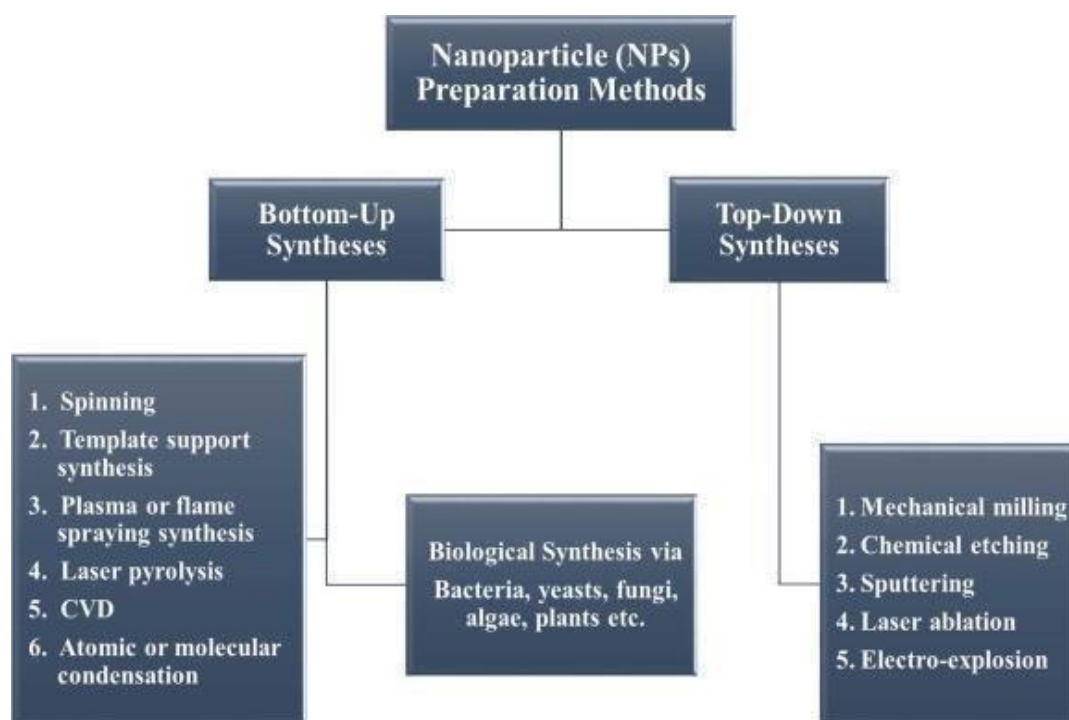 Nanoparticle (NPs)
Preparation Methods
Bottom-Up
Syntheses
Top-Down
Syntheses
1. Spinning
2. Template support
synthesis
3. Plasma or flame
spraying synthesis
4. Laser pyrolysis
5. CVD
6. Atomic or molecular
condensation
Biological Synthesis via
Bacteria, yeasts, fungi,
algae, plants etc.
1. Mechanical milling
2. Chemical etching
3. Sputtering
4. Laser ablation
5. Electro-explosion